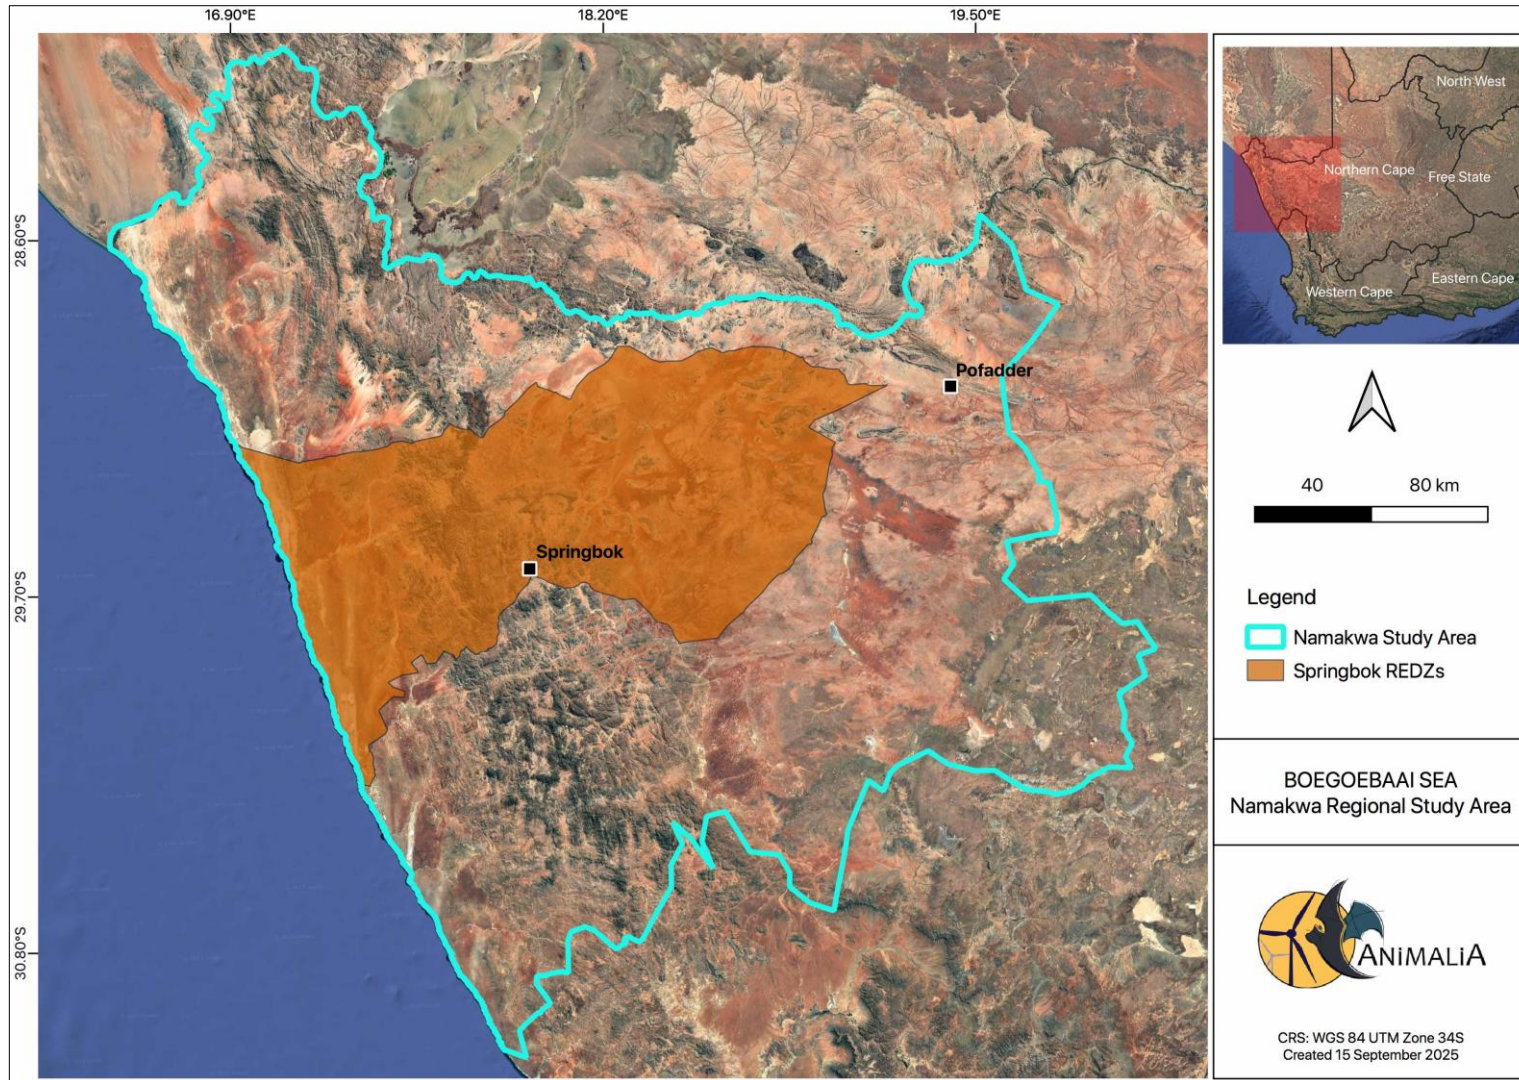 16.90°E
18.20°E
19.50°E
28.60°S
29.70°S
30.80°S
Pofadder
Springbok
North West
Northern Cape
Free State
Eastern Cape
Western Cape
40
80 km
Legend
Namakwa Study Area
Springbok REDZs
BOEGOEBAAI SEA
Namakwa Regional Study Area
ANiMALiA
CRS: WGS 84 UTM Zone 34S
Created 15 September 2025